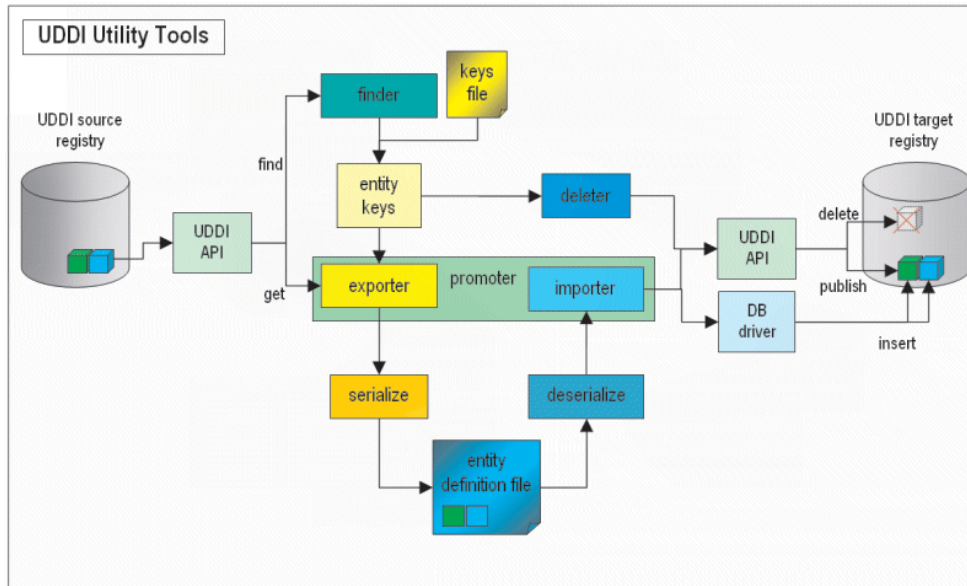 UDDI Utility Tools
UDDI source
registry
finder
keys
file
UDDI target
registry
find
entity
keys
deleter
delete
UDDI
API
UDDI
API
get
exporter
promoter
importer
publish
DB
driver
insert
serialize
deserialize
entity
definition file